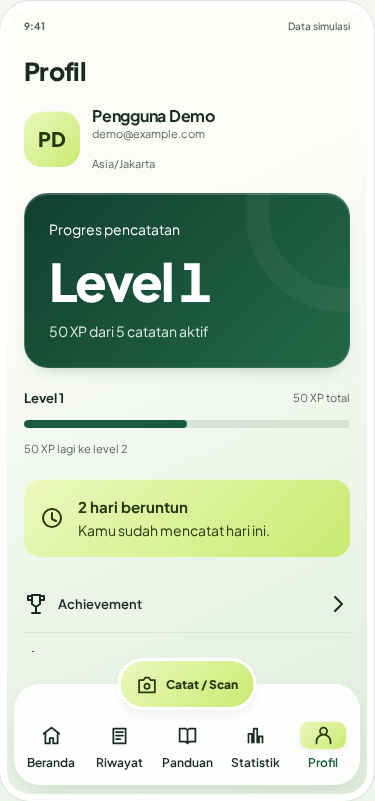 9:41
Data simulasi
Profil
PD
Pengguna Demo
demo@example.com
Asia/Jakarta
Progres pencatatan
Level 1
50 XP dari 5 catatan aktif
Level 1
50 XP total
50 XP lagi ke level 2
2 hari beruntun
Kamu sudah mencatat hari ini.
Achievement
Catat / Scan
Beranda
Riwayat
Panduan
Statistik
Profil